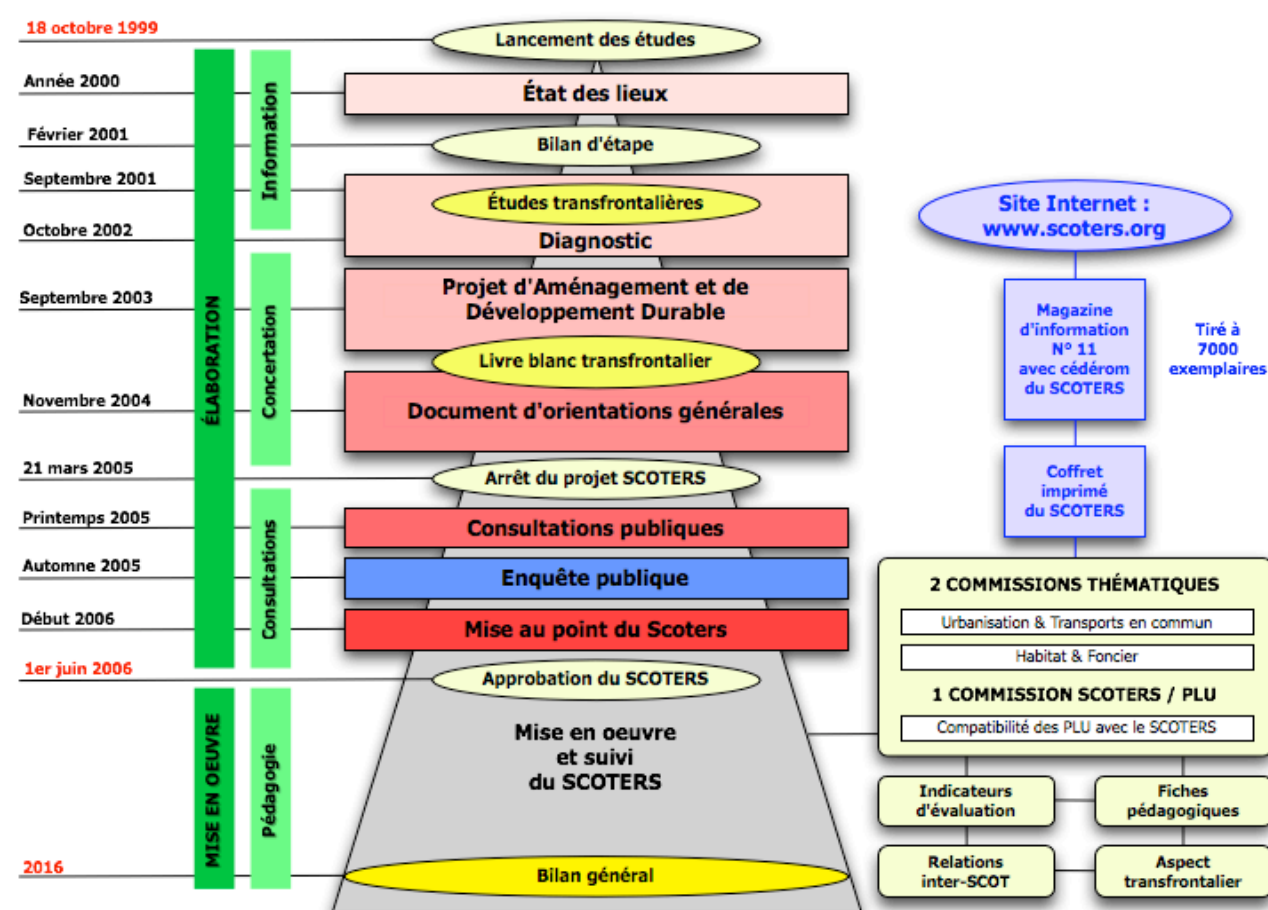 18 octobre 1999
Lancement des études
Année 2000
État des lieux
Février 2001
Bilan d'étape
Septembre 2001
Études transfrontalières
Octobre 2002
Diagnostic
Septembre 2003
Projet d'Aménagement et de
Développement Durable
Livre blanc transfrontalier
Novembre 2004
Document d'orientations générales
21 mars 2005
Arrêt du projet SCOTERS
Printemps 2005
Consultations publiques
Automne 2005
Enquête publique
Début 2006
Mise au point du Scoters
1er juin 2006
Approbation du SCOTERS
Mise en oeuvre
et suivi
du SCOTERS
2016
Bilan général
ÉLABORATION
MISE EN OEUVRE
Information
Concertation
Consultations
Pédagogie
Site Internet :
www.scoters.org
Magazine
d'information
N° 11
avec cédérom
du SCOTERS
Tiré à
7000
exemplaires
Coffret
imprimé
du SCOTERS
2 COMMISSIONS THÉMATIQUES
Urbanisation & Transports en commun
Habitat & Foncier
1 COMMISSION SCOTERS / PLU
Compatibilité des PLU avec le SCOTERS
Indicateurs
d'évaluation
Fiches
pédagogiques
Relations
inter-SCOT
Aspect
transfrontalier